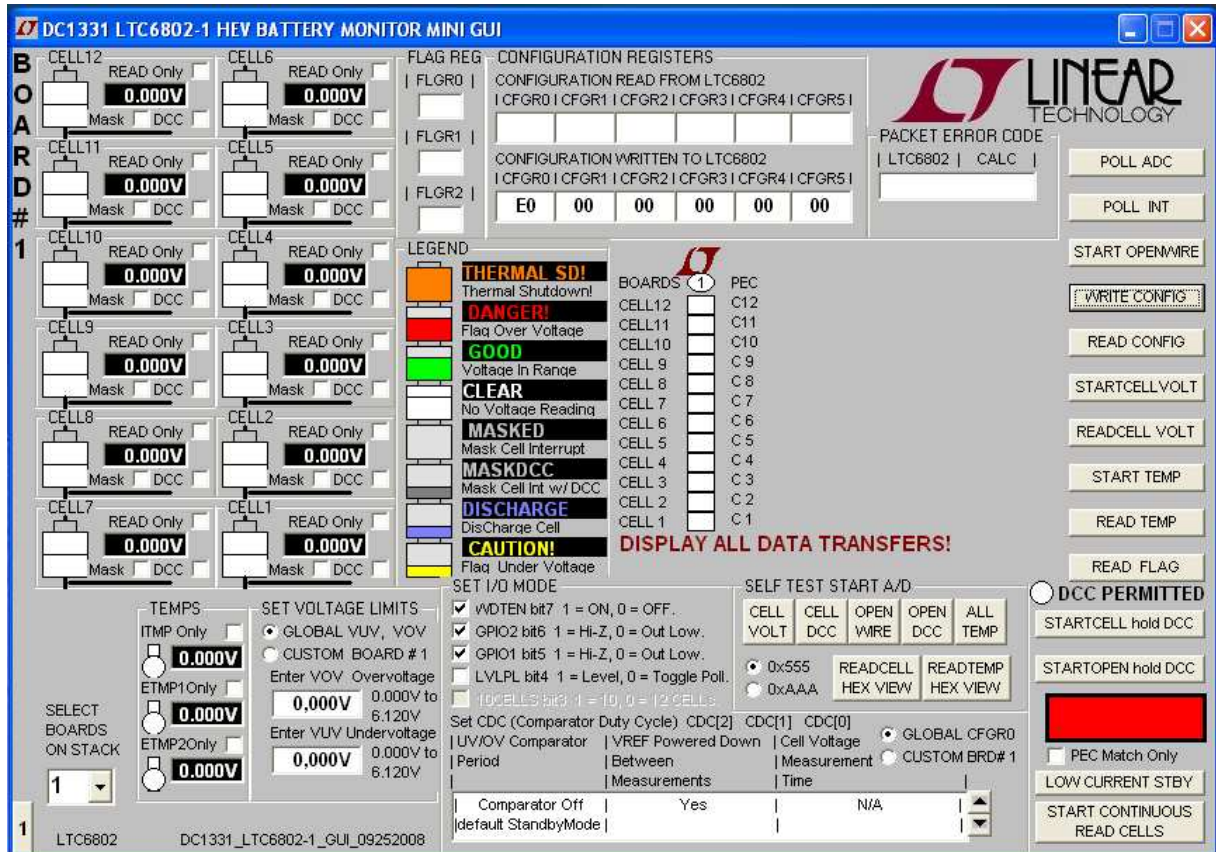 DC1331 LTC6802-1 HEV BATTERY MONITOR MINI GUI
BOARD#1
CELL12
READ Only
0.000V
Mask DCC
CELL6
READ Only
0.000V
Mask DCC
CELL11
READ Only
0.000V
Mask DCC
CELL5
READ Only
0.000V
Mask DCC
CELL10
READ Only
0.000V
Mask DCC
CELL4
READ Only
0.000V
Mask DCC
CELL9
READ Only
0.000V
Mask DCC
CELL3
READ Only
0.000V
Mask DCC
CELL8
READ Only
0.000V
Mask DCC
CELL2
READ Only
0.000V
Mask DCC
CELL7
READ Only
0.000V
Mask DCC
CELL1
READ Only
0.000V
Mask DCC
FLAG REG
| FLGR0 |
| FLGR1 |
| FLGR2 |
CONFIGURATION REGISTERS
CONFIGURATION READ FROM LTC6802
I CFGR0 I CFGR1 I CFGR2 I CFGR3 I CFGR4 I CFGR5 I
CONFIGURATION WRITTEN TO LTC6802
I CFGR0 I CFGR1 I CFGR2 I CFGR3 I CFGR4 I CFGR5 I
E0 00 00 00 00 00
LINEAR
TECHNOLOGY
PACKET ERROR CODE
| LTC6802 | CALC |
LEGEND
THERMAL SD!
Thermal Shutdown!
DANGER!
Flag Over Voltage
GOOD
Voltage In Range
CLEAR
No Voltage Reading
MASKED
Mask Cell Interrupt
MASKDCC
Mask Cell Int w/ DCC
DISCHARGE
DisCharge Cell
CAUTION!
Flag Under Voltage
BOARDS 1 PEC
CELL12 C12
CELL11 C11
CELL10 C10
CELL 9 C 9
CELL 8 C 8
CELL 7 C 7
CELL 6 C 6
CELL 5 C 5
CELL 4 C 4
CELL 3 C 3
CELL 2 C 2
CELL 1 C 1
DISPLAY ALL DATA TRANSFERS!
POLL ADC
POLL INT
START OPENWIRE
WRITE CONFIG
READ CONFIG
STARTCELLVOLT
READCELL VOLT
START TEMP
READ TEMP
READ FLAG
DCC PERMITTED
STARTCELL hold DCC
STARTOPEN hold DCC
PEC Match Only
LOW CURRENT STBY
START CONTINUOUS
READ CELLS
SELECT
BOARDS
ON STACK
1
TEMPS
ITMP Only
0.000V
ETMP1Only
0.000V
ETMP2Only
0.000V
SET VOLTAGE LIMITS
GLOBAL VUV, VOV
CUSTOM BOARD # 1
Enter VOV Overvoltage
0,000V
0.000V to
6.120V
Enter VUV Undervoltage
0,000V
0.000V to
6.120V
SET I/O MODE
WDTEN bit7 1 = ON, 0 = OFF.
GPIO2 bit6 1 = Hi-Z, 0 = Out Low.
GPIO1 bit5 1 = Hi-Z, 0 = Out Low.
LVLPL bit4 1 = Level, 0 = Toggle Poll.
10CELLS bit3 1 = 10, 0 = 12 CELLs.
SELF TEST START A/D
CELL VOLT
CELL DCC
OPEN WIRE
OPEN DCC
ALL TEMP
0x555
0xAAA
READCELL
HEX VIEW
READTEMP
HEX VIEW
Set CDC (Comparator Duty Cycle) CDC[2] CDC[1] CDC[0]
GLOBAL CFGR0
CUSTOM BRD# 1
| UV/OV Comparator | VREF Powered Down | Cell Voltage
| Period | Between | Measurement
| | Measurements | Time |
| Comparator Off | Yes | N/A |
|default StandbyMode | | |
1
LTC6802
DC1331_LTC6802-1_GUI_09252008